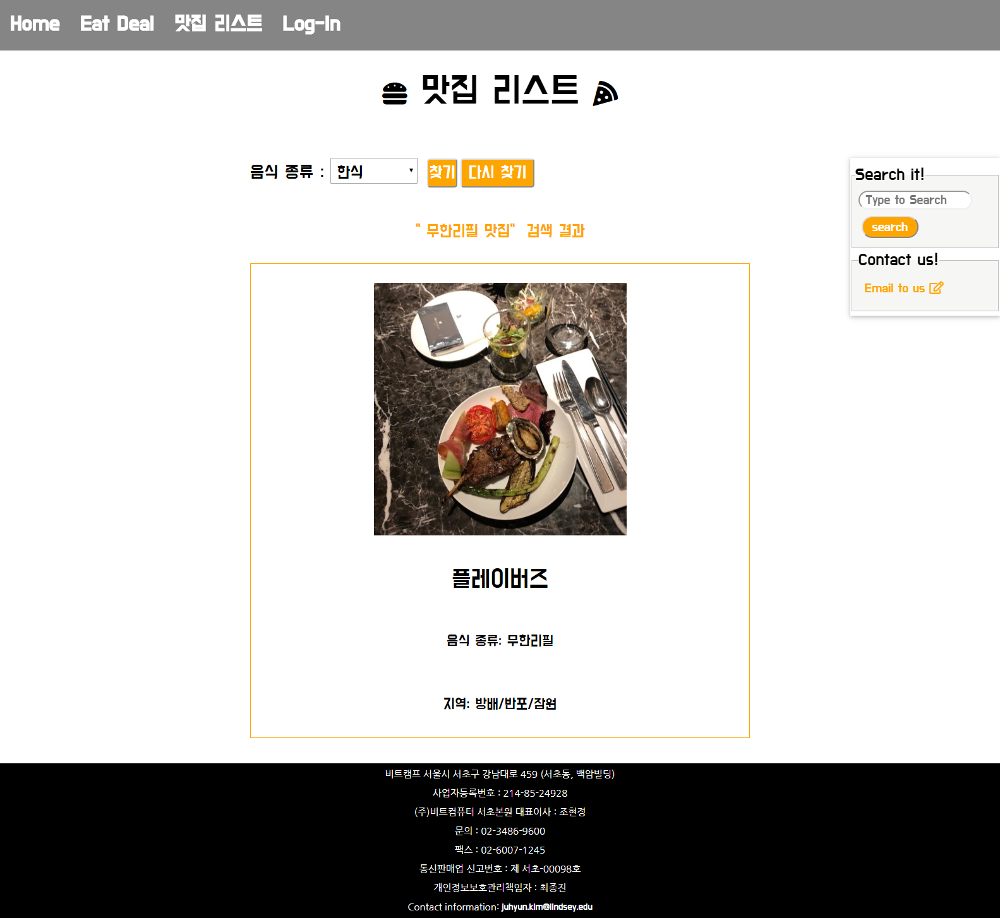 Home Eat Deal 맛집 리스트 Log-In
맛집 리스트
음식 종류 : 한식 찾기 다시 찾기
" 무한리필 맛집" 검색 결과
Search it!
Type to Search
search
Contact us!
Email to us
플레이버즈
음식 종류: 무한리필
지역: 방배/반포/잠원
비트캠프 서울시 서초구 강남대로 459 (서초동, 백암빌딩)
사업자등록번호 : 214-85-24928
(주)비트컴퓨터 서초본원 대표이사 : 조현정
문의 : 02-3486-9600
팩스 : 02-6007-1245
통신판매업 신고번호 : 제 서초-00098호
개인정보보호관리책임자 : 최종진
Contact information: juhyun.kim@lindsey.edu